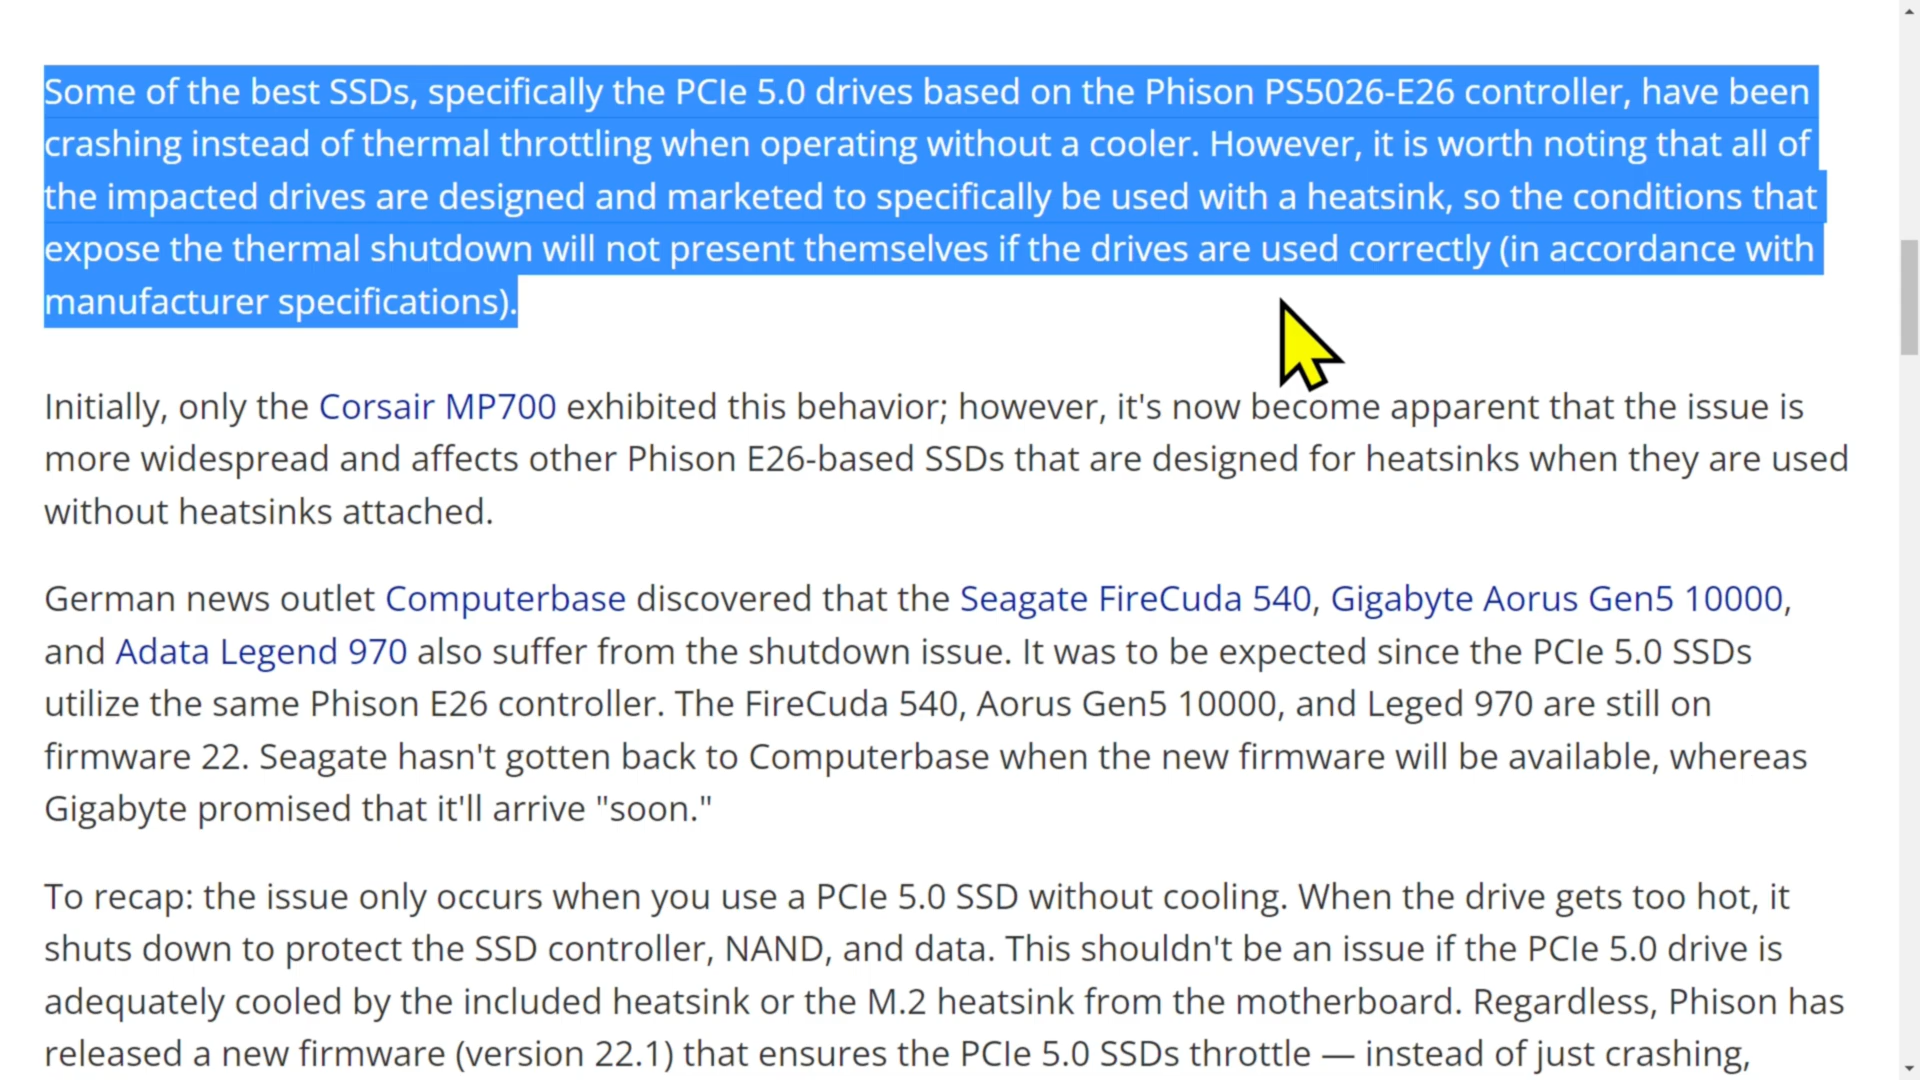 Some of the best SSDs, specifically the PCIe 5.0 drives based on the Phison PS5026-E26 controller, have been
crashing instead of thermal throttling when operating without a cooler. However, it is worth noting that all of
the impacted drives are designed and marketed to specifically be used with a heatsink, so the conditions that
expose the thermal shutdown will not present themselves if the drives are used correctly (in accordance with
manufacturer specifications).
Initially, only the Corsair MP700 exhibited this behavior; however, it's now become apparent that the issue is
more widespread and affects other Phison E26-based SSDs that are designed for heatsinks when they are used
without heatsinks attached.
German news outlet Computerbase discovered that the Seagate FireCuda 540, Gigabyte Aorus Gen5 10000,
and Adata Legend 970 also suffer from the shutdown issue. It was to be expected since the PCIe 5.0 SSDs
utilize the same Phison E26 controller. The FireCuda 540, Aorus Gen5 10000, and Leged 970 are still on
firmware 22. Seagate hasn't gotten back to Computerbase when the new firmware will be available, whereas
Gigabyte promised that it'll arrive "soon."
To recap: the issue only occurs when you use a PCIe 5.0 SSD without cooling. When the drive gets too hot, it
shuts down to protect the SSD controller, NAND, and data. This shouldn't be an issue if the PCIe 5.0 drive is
adequately cooled by the included heatsink or the M.2 heatsink from the motherboard. Regardless, Phison has
released a new firmware (version 22.1) that ensures the PCIe 5.0 SSDs throttle — instead of just crashing,